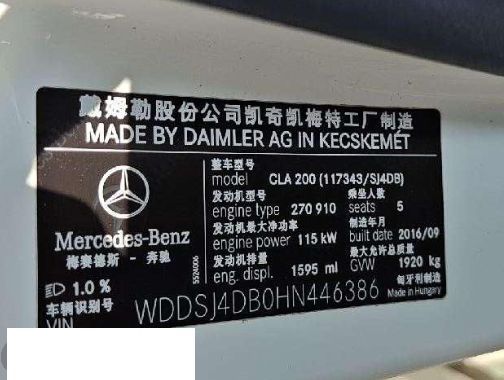 戴姆勒股份公司凯奇凯梅特工厂制造
MADE BY DAIMLER AG IN KECSKEMÉT
整车型号
model CLA 200 (117343/SJ4DB)
发动机型号 乘坐人数
engine type 270 910 seats 5
发动机最大净功率 制造年月
engine power 115 kW built date 2016/09
发动机排量 最大允许总质量
eng. displ. 1595 ml GVW 1920 kg
Mercedes-Benz
梅赛德斯 - 奔驰
1.0 %
车辆识别号
VIN
WDDSJ4DB0HN446386
匈牙利制造
Made in Hungary